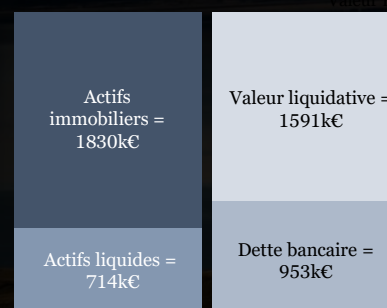 Actifs
immobiliers =
1830k€
Valeur liquidative =
1591k€
Actifs liquides =
714k€
Dette bancaire =
953k€